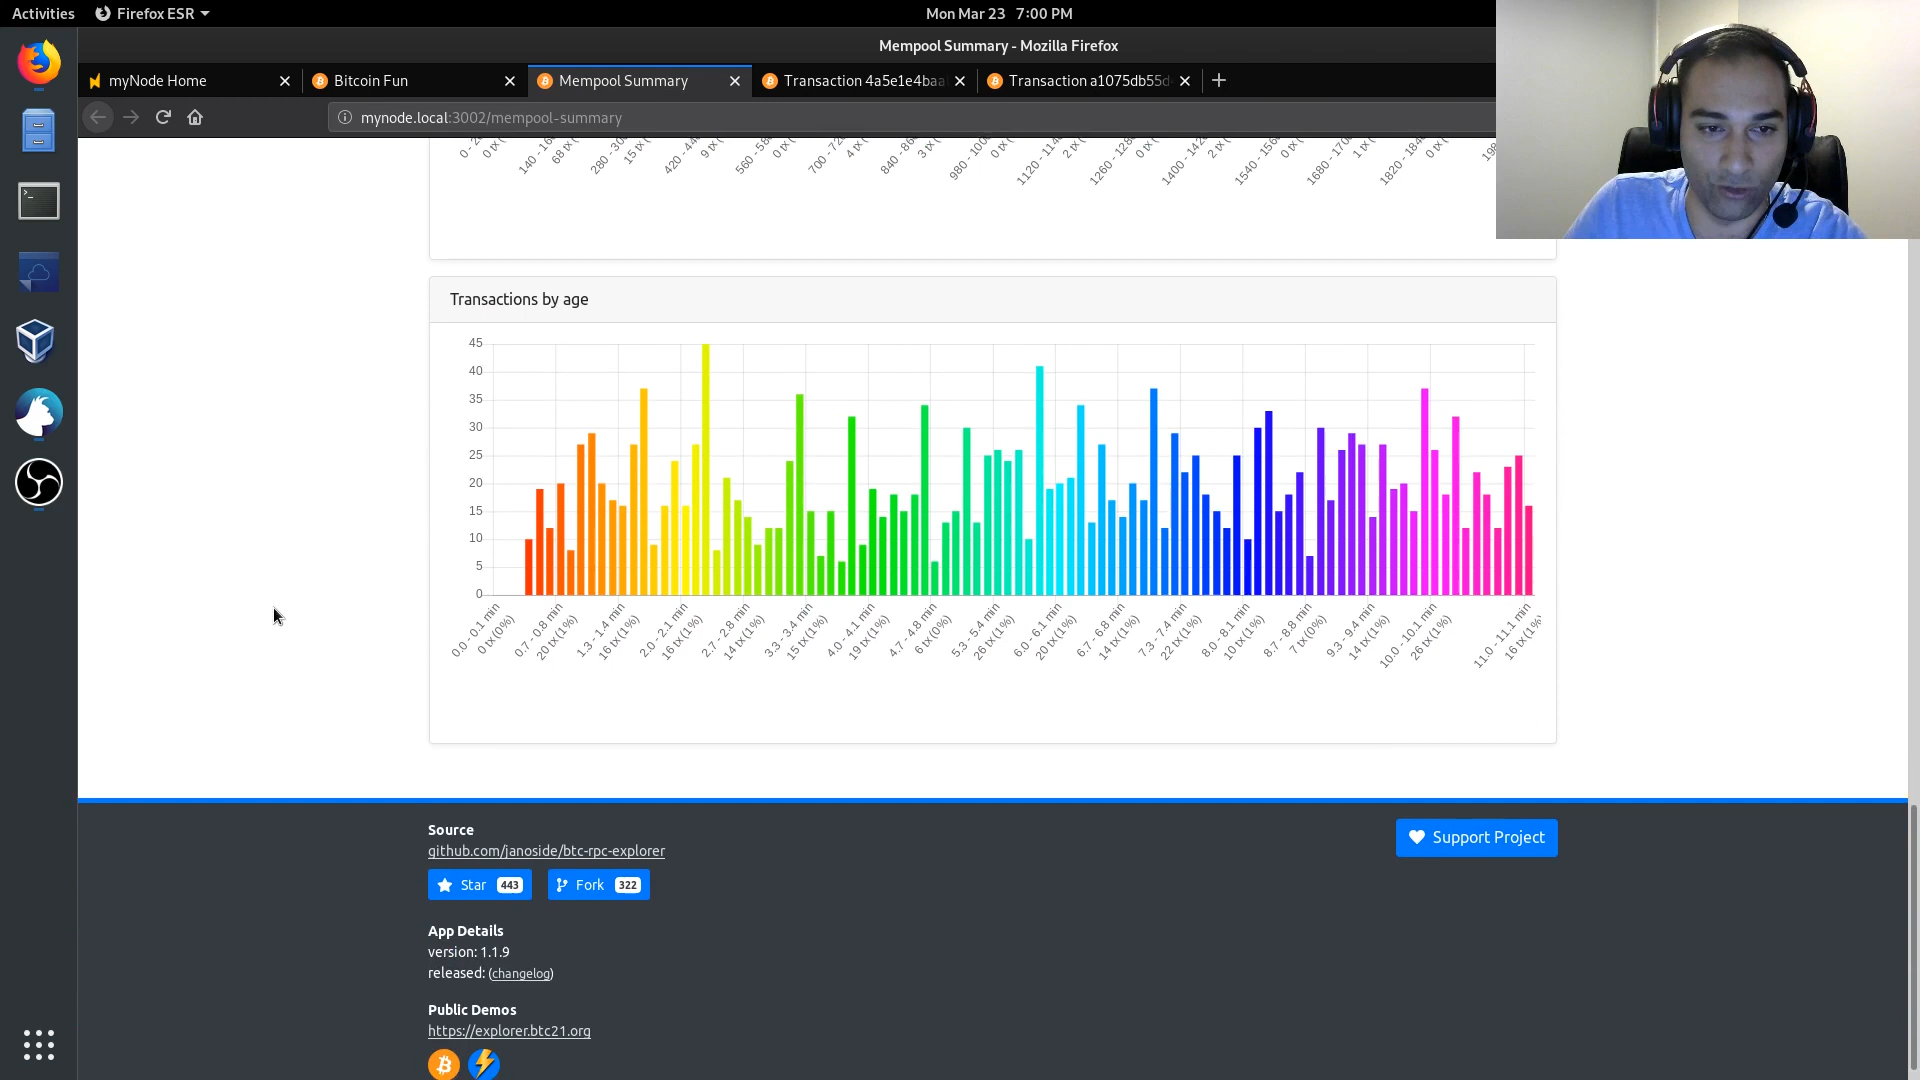 Activities Firefox ESR Mon Mar 23 7:00 PM
Mempool Summary - Mozilla Firefox
myNode Home Bitcoin Fun Mempool Summary Transaction 4a5e1e4baa Transaction a1075db55d
mynode.local:3002/mempool-summary
Transactions by age
45
40
35
30
25
20
15
10
5
0
0.0 - 0.1 min
0 tx(0%)
0.7 - 0.8 min
20 tx(1%)
1.3 - 1.4 min
16 tx(1%)
2.0 - 2.1 min
16 tx(1%)
2.7 - 2.8 min
14 tx(1%)
3.3 - 3.4 min
15 tx(1%)
4.0 - 4.1 min
19 tx(1%)
4.7 - 4.8 min
6 tx(0%)
5.3 - 5.4 min
26 tx(1%)
6.0 - 6.1 min
20 tx(1%)
6.7 - 6.8 min
14 tx(1%)
7.3 - 7.4 min
22 tx(1%)
8.0 - 8.1 min
10 tx(1%)
8.7 - 8.8 min
7 tx(0%)
9.3 - 9.4 min
14 tx(1%)
10.0 - 10.1 min
26 tx(1%)
11.0 - 11.1 min
16 tx(1%
Source
github.com/janoside/btc-rpc-explorer
Support Project
Star 443 Fork 322
App Details
version: 1.1.9
released: (changelog)
Public Demos
https://explorer.btc21.org